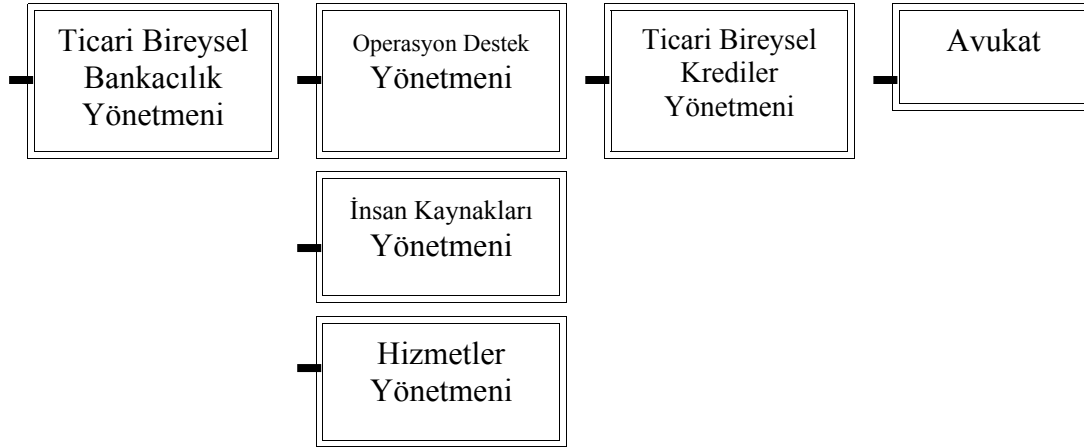 Ticari Bireysel
Bankacılık
Yönetmeni
Operasyon Destek
Yönetmeni
Ticari Bireysel
Krediler
Yönetmeni
Avukat
İnsan Kaynakları
Yönetmeni
Hizmetler
Yönetmeni